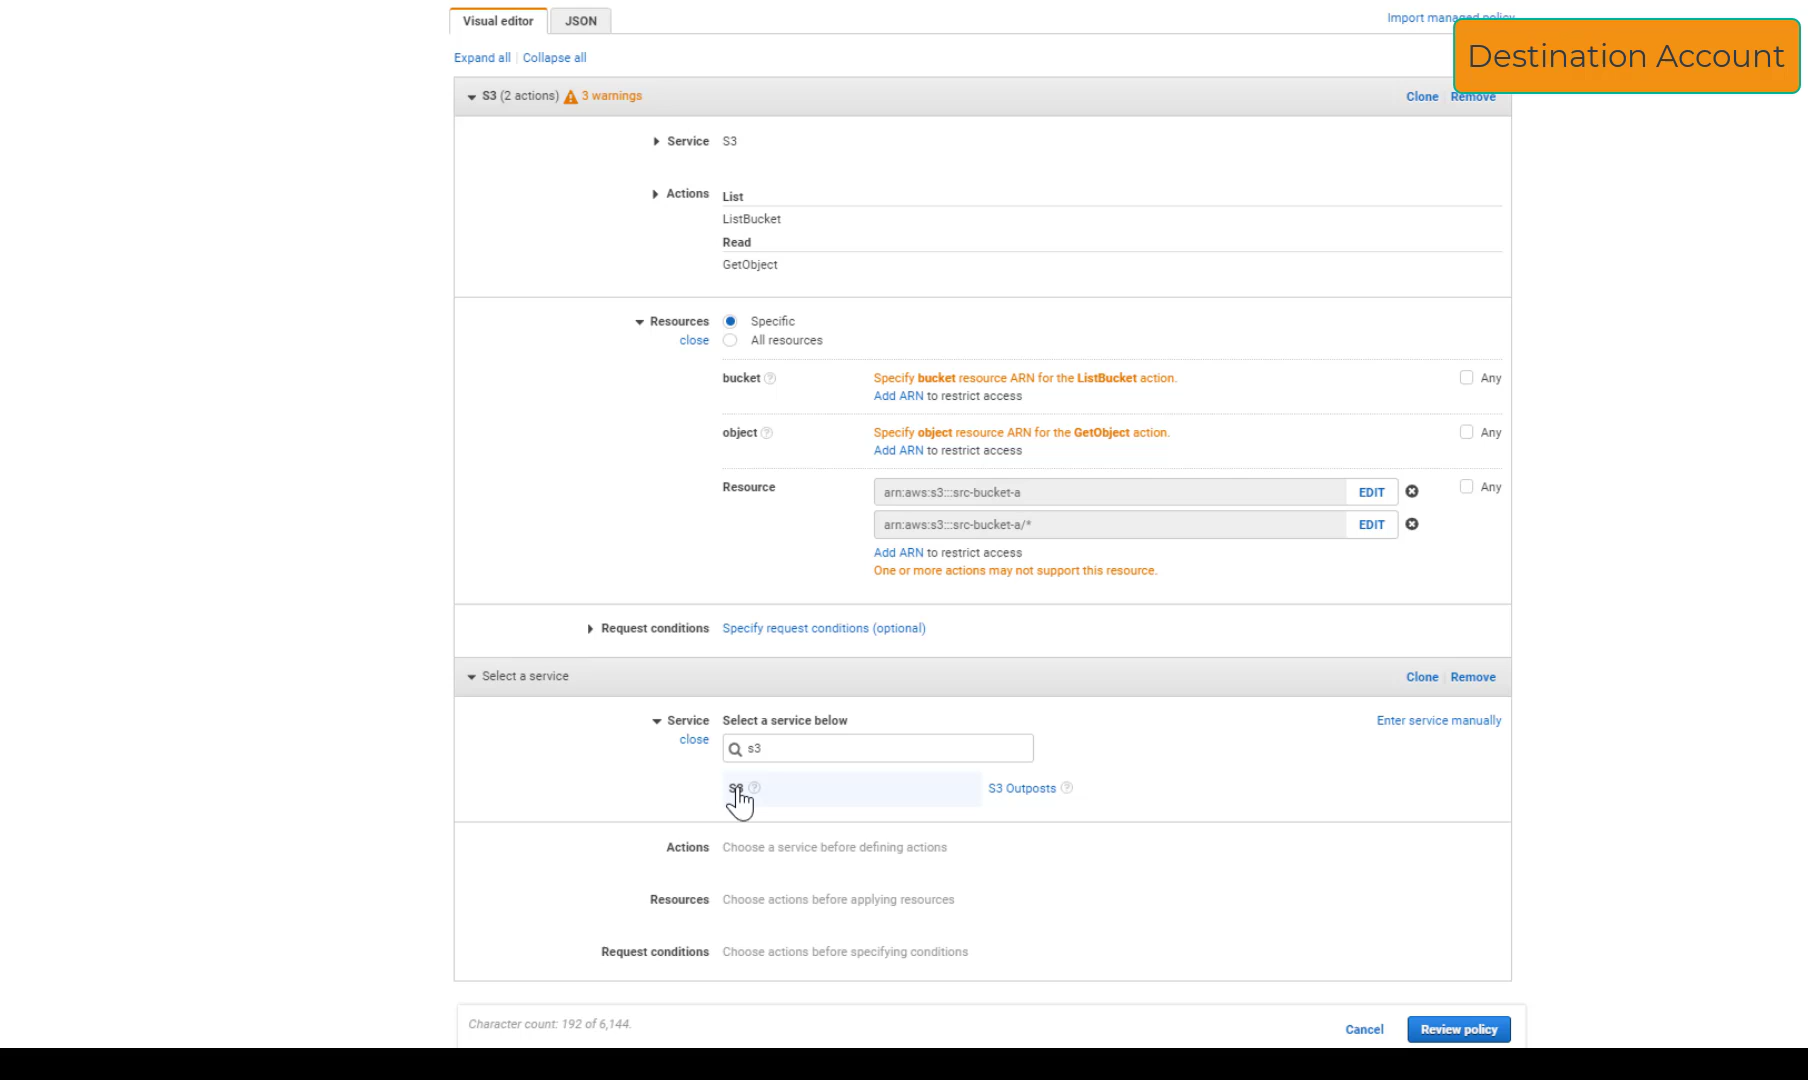 Visual editor JSON Import managed policy
Destination Account
Expand all Collapse all
S3 (2 actions) 3 warnings Clone Remove
Service S3
Actions List
ListBucket
Read
GetObject
Resources Specific
close All resources
bucket Specify bucket resource ARN for the ListBucket action. Any
Add ARN to restrict access
object Specify object resource ARN for the GetObject action. Any
Add ARN to restrict access
Resource arn:aws:s3:::src-bucket-a EDIT Any
arn:aws:s3:::src-bucket-a/* EDIT
Add ARN to restrict access
One or more actions may not support this resource.
Request conditions Specify request conditions (optional)
Select a service Clone Remove
Service Select a service below Enter service manually
close s3
S3 S3 Outposts
Actions Choose a service before defining actions
Resources Choose actions before applying resources
Request conditions Choose actions before specifying conditions
Character count: 192 of 6,144.
Cancel Review policy